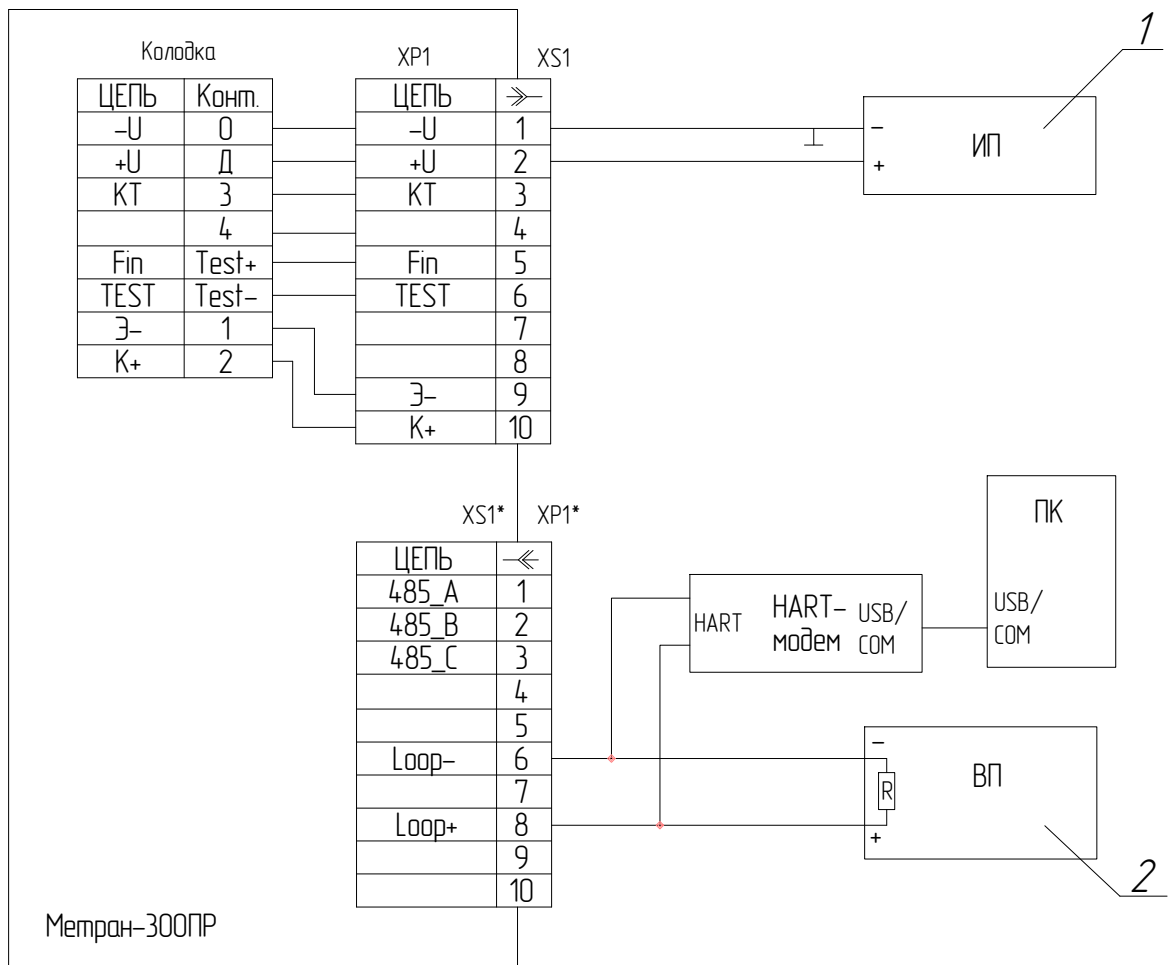 1
Колодка
XP1
XS1
ЦЕПЬ Конт.
-U 0
+U Д
КТ 3
4
Fin Test+
TEST Test-
Э- 1
К+ 2
ЦЕПЬ
-U 1
+U 2
КТ 3
4
Fin 5
TEST 6
7
8
Э- 9
К+ 10
-
+
ИП
XS1*
XP1*
ЦЕПЬ
485_A 1
485_B 2
485_C 3
4
5
Loop- 6
7
Loop+ 8
9
10
HART
HART-
модем
USB/
COM
ПК
USB/
COM
-
R
+
ВП
2
Метран-300ПР